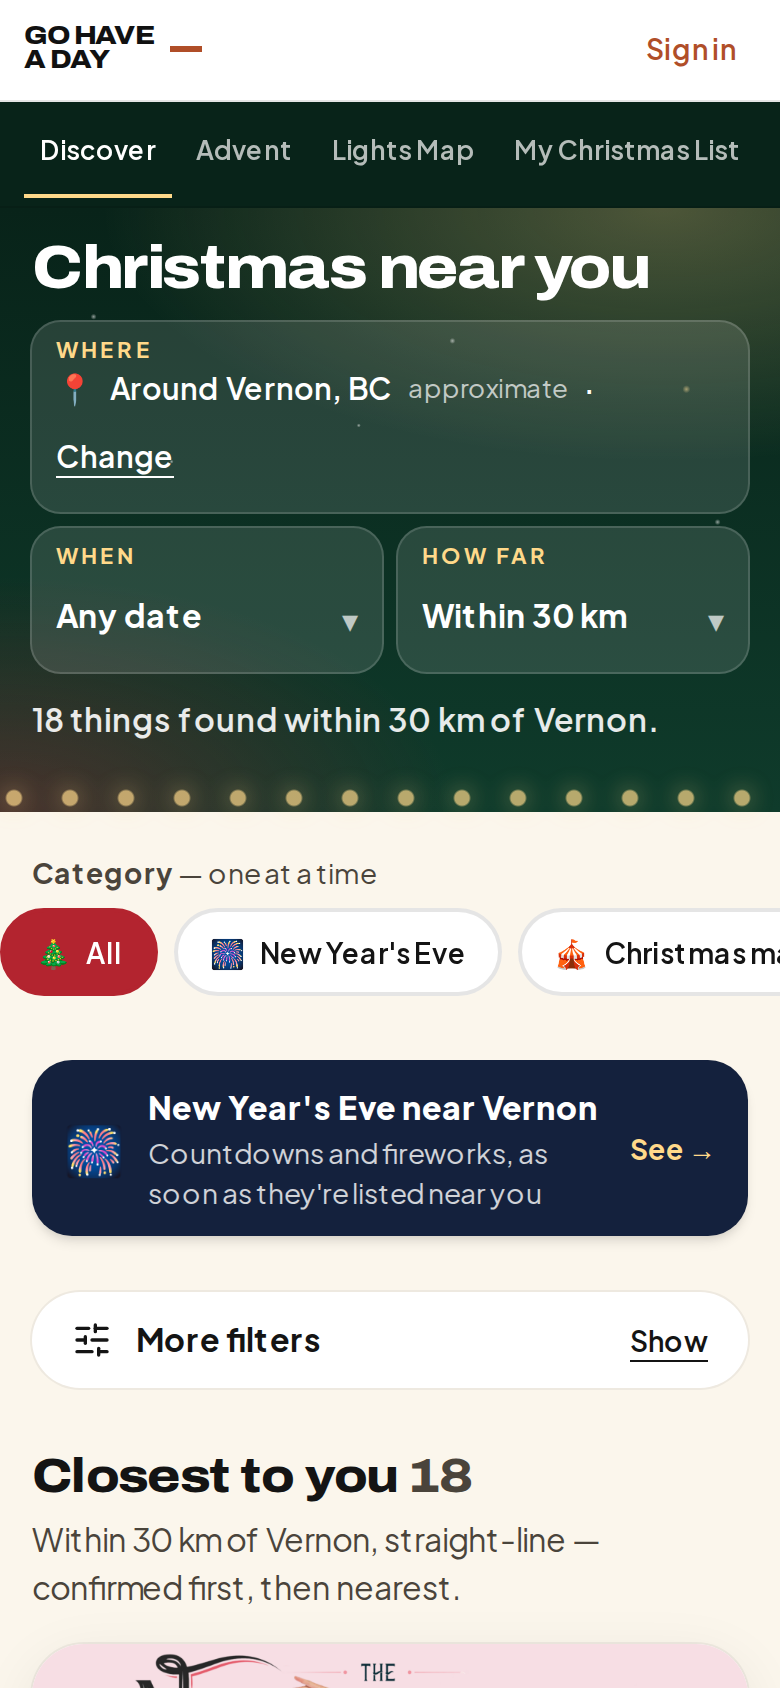 GO HAVE
A DAY
Sign in
Discover Advent Lights Map My Christmas List
Christmas near you
WHERE
Around Vernon, BC approximate ·
Change
WHEN
Any date ▼
HOW FAR
Within 30 km ▼
18 things found within 30 km of Vernon.
Category — one at a time
All New Year's Eve Christmas ma
New Year's Eve near Vernon
Countdowns and fireworks, as
soon as they're listed near you
See →
More filters Show
Closest to you 18
Within 30 km of Vernon, straight-line —
confirmed first, then nearest.
THE